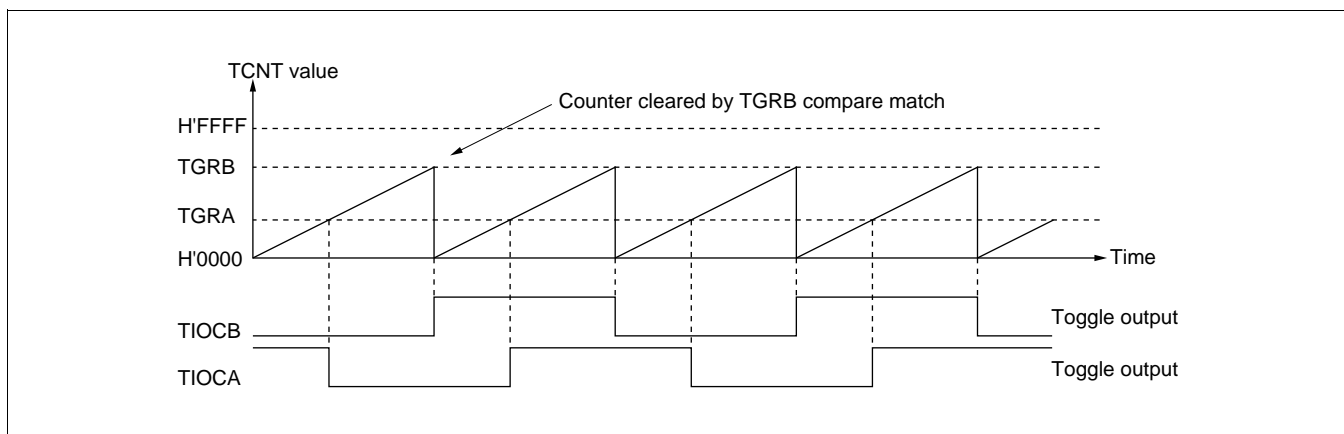 TCNT value
Counter cleared by TGRB compare match
H'FFFF
TGRB
TGRA
H'0000
Time
TIOCB
Toggle output
TIOCA
Toggle output